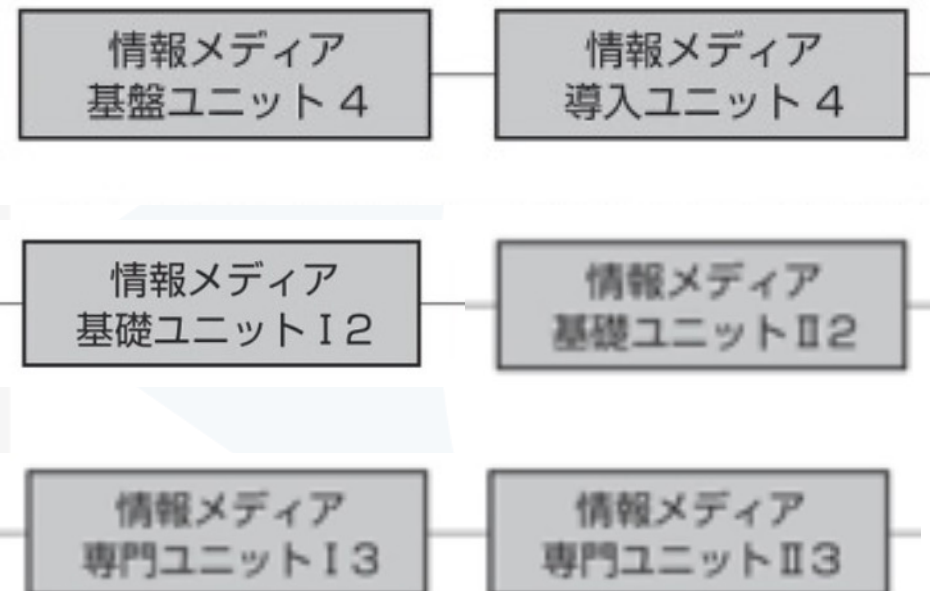 情報メディア
基盤ユニット 4
情報メディア
導入ユニット 4
情報メディア
基礎ユニットⅠ2
情報メディア
基礎ユニットⅡ2
情報メディア
専門ユニットⅠ3
情報メディア
専門ユニットⅡ3